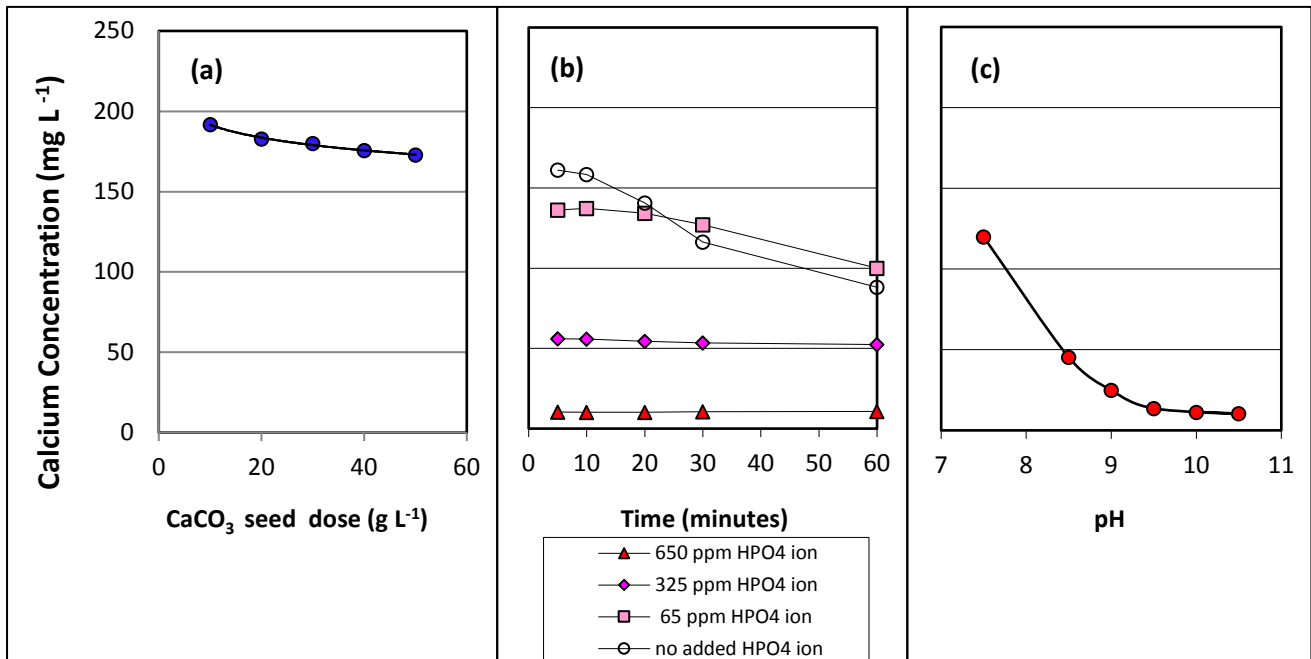 Calcium Concentration (mg L -1)
250
200
150
100
50
0
(a)
0 20 40 60
CaCO3 seed dose (g L-1)
(b)
0 10 20 30 40 50 60
Time (minutes)
650 ppm HPO4 ion
325 ppm HPO4 ion
65 ppm HPO4 ion
no added HPO4 ion
(c)
7 8 9 10 11
pH